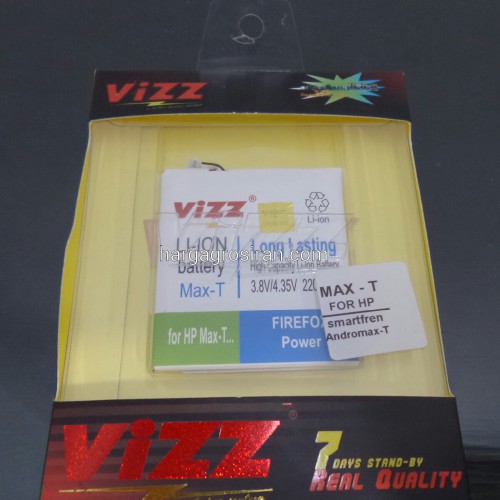 ViZZ
ViZZ®
Li-ion
LI-ION
battery
Max-T
Long Lasting
High Capacity Li-ion Battery
3.8V/4.35V 220
for HP Max-T...
FIREFOX
Power
MAX - T
FOR HP
smartfren
Andromax-T
hargagrosiran.com
ViZZ
7 DAYS STAND-BY
REAL QUALITY